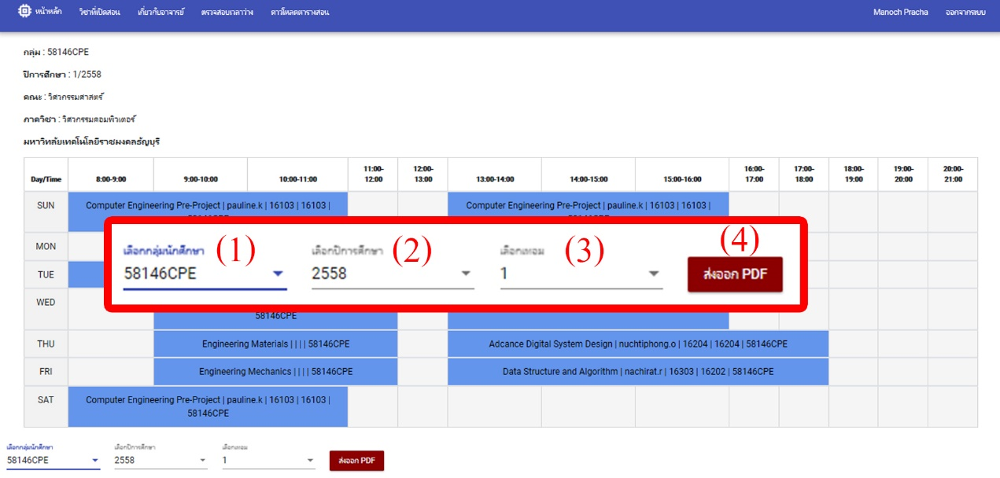 หน้าหลัก วิชาที่เปิดสอน เกี่ยวกับอาจารย์ ตรวจสอบเวลาว่าง ดาวโหลดตารางสอน Manoch Pracha ออกจากระบบ
กลุ่ม : 58146CPE
ปีการศึกษา : 1/2558
คณะ : วิศวกรรมศาสตร์
ภาควิชา : วิศวกรรมคอมพิวเตอร์
มหาวิทลัยเทคโนโลยีราชมงคลธัญบุรี
Day/Time 8:00-9:00 9:00-10:00 10:00-11:00 11:00-12:00 12:00-13:00 13:00-14:00 14:00-15:00 15:00-16:00 16:00-17:00 17:00-18:00 18:00-19:00 19:00-20:00 20:00-21:00
SUN Computer Engineering Pre-Project | pauline.k | 16103 | 16103 | Computer Engineering Pre-Project | pauline.k | 16103 | 16103 |
MON
TUE
WED
58146CPE
เลือกกลุ่มนักศึกษา (1) เลือกปีการศึกษา (2) เลือกเทอม (3) (4)
58146CPE 2558 1 ส่งออก PDF
THU Engineering Materials | | | | 58146CPE Adcance Digital System Design | nuchtiphong.o | 16204 | 16204 | 58146CPE
FRI Engineering Mechanics | | | | 58146CPE Data Structure and Algorithm | nachirat.r | 16303 | 16202 | 58146CPE
SAT Computer Engineering Pre-Project | pauline.k | 16103 | 16103 |
58146CPE
เลือกกลุ่มนักศึกษา เลือกปีการศึกษา เลือกเทอม
58146CPE 2558 1 ส่งออก PDF